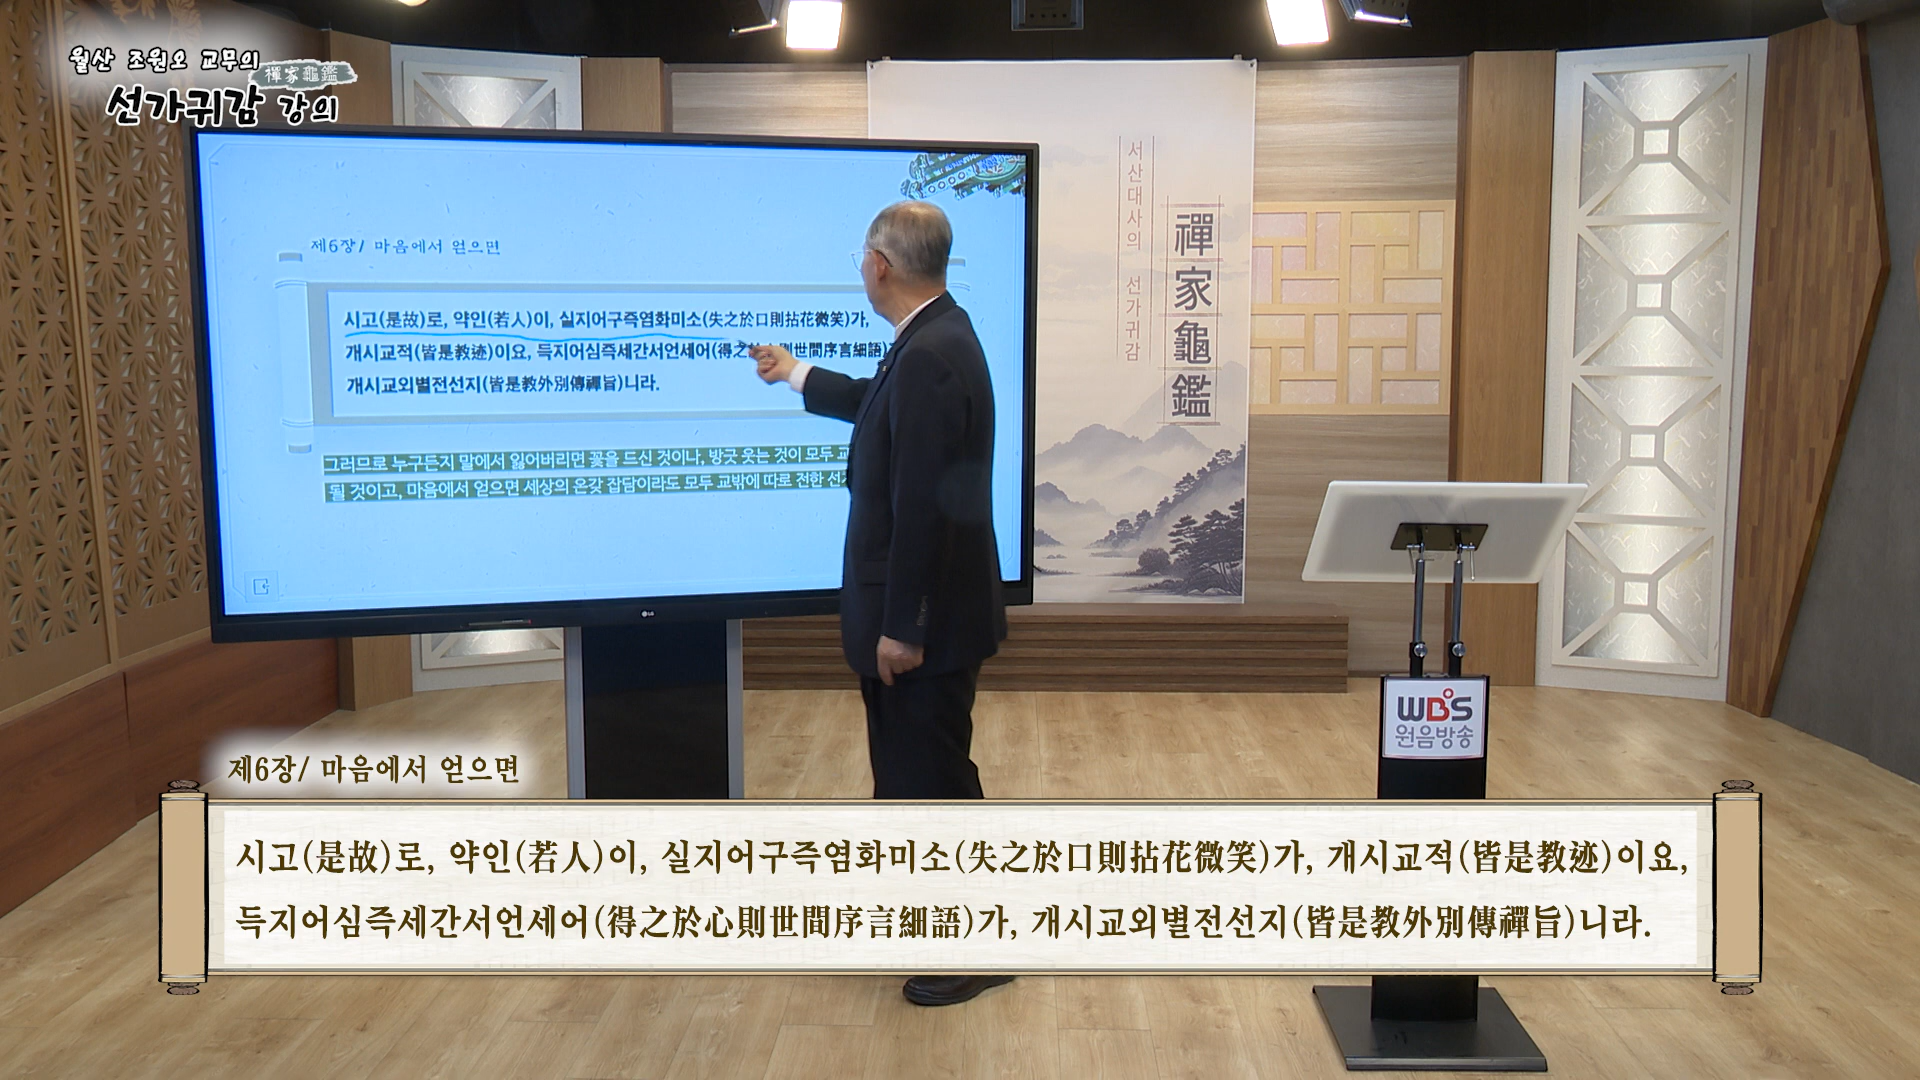 월산 조원오 교무의
禪家龜鑑
선가귀감 강의
제6장/ 마음에서 얻으면
시고(是故)로, 약인(若人)이, 실지어구즉염화미소(失之於口則拈花微笑)가,
개시교적(皆是教迹)이요, 득지어심즉세간서언세어(得之 世間序言細語)
개시교외별전선지(皆是教外別傳禪旨)니라.
그러므로 누구든지 말에서 잃어버리면 꽃을 드신 것이나, 방긋 웃는 것이 모두
될 것이고, 마음에서 얻으면 세상의 온갖 잡담이라도 모두 교밖에 따로 전한
LG
서산대사의 선가귀감
禪家龜鑑
WBS
원음방송
제6장/ 마음에서 얻으면
시고(是故)로, 약인(若人)이, 실지어구즉염화미소(失之於口則拈花微笑)가, 개시교적(皆是教迹)이요,
득지어심즉세간서언세어(得之於心則世間序言細語)가, 개시교외별전선지(皆是教外別傳禪旨)니라.